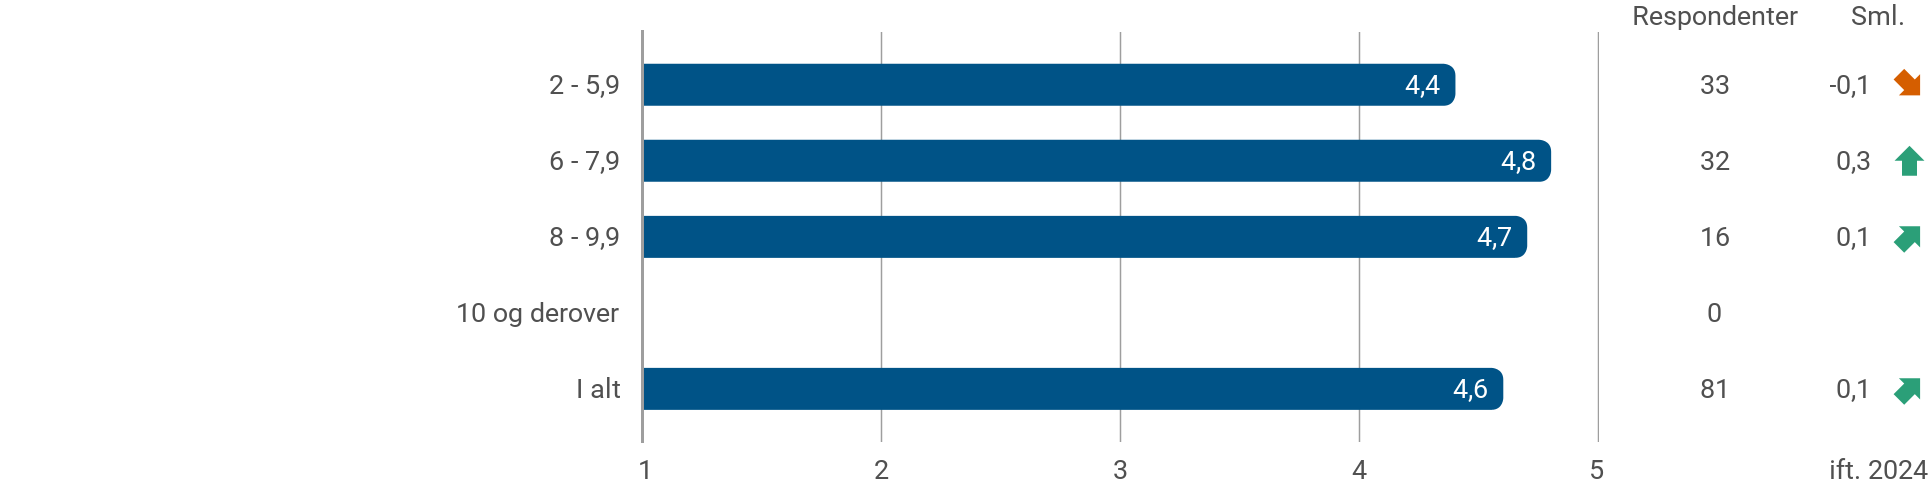 Respondenter Sml.
2 - 5,9 4,4 33 -0,1
6 - 7,9 4,8 32 0,3
8 - 9,9 4,7 16 0,1
10 og derover 0
I alt 4,6 81 0,1
1 2 3 4 5 ift. 2024